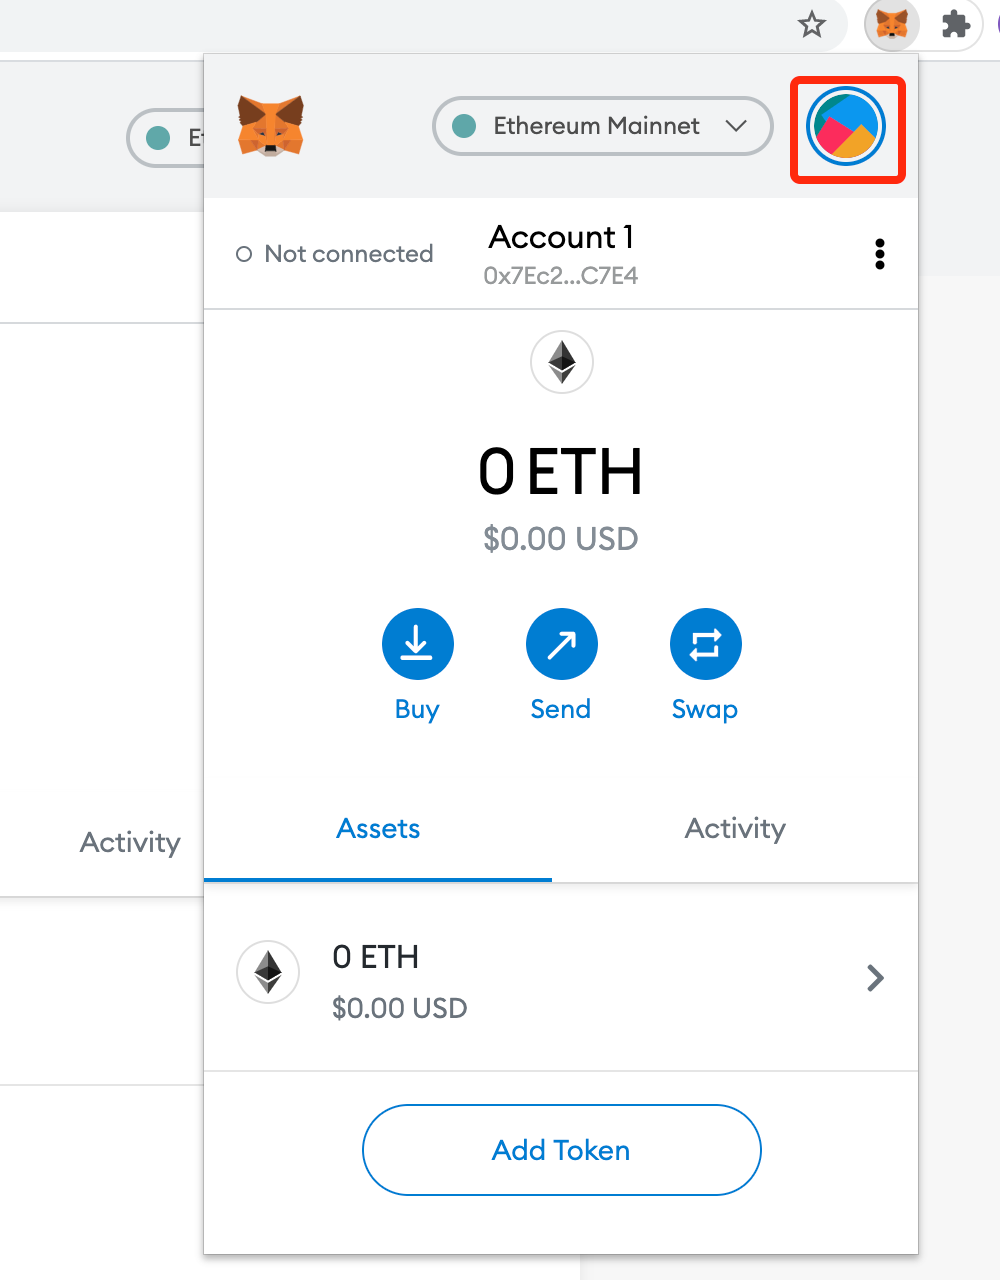 Et
Ethereum Mainnet
Not connected
Account 1
0x7Ec2...C7E4
0 ETH
$0.00 USD
Buy
Send
Swap
Assets
Activity
Activity
0 ETH
$0.00 USD
Add Token